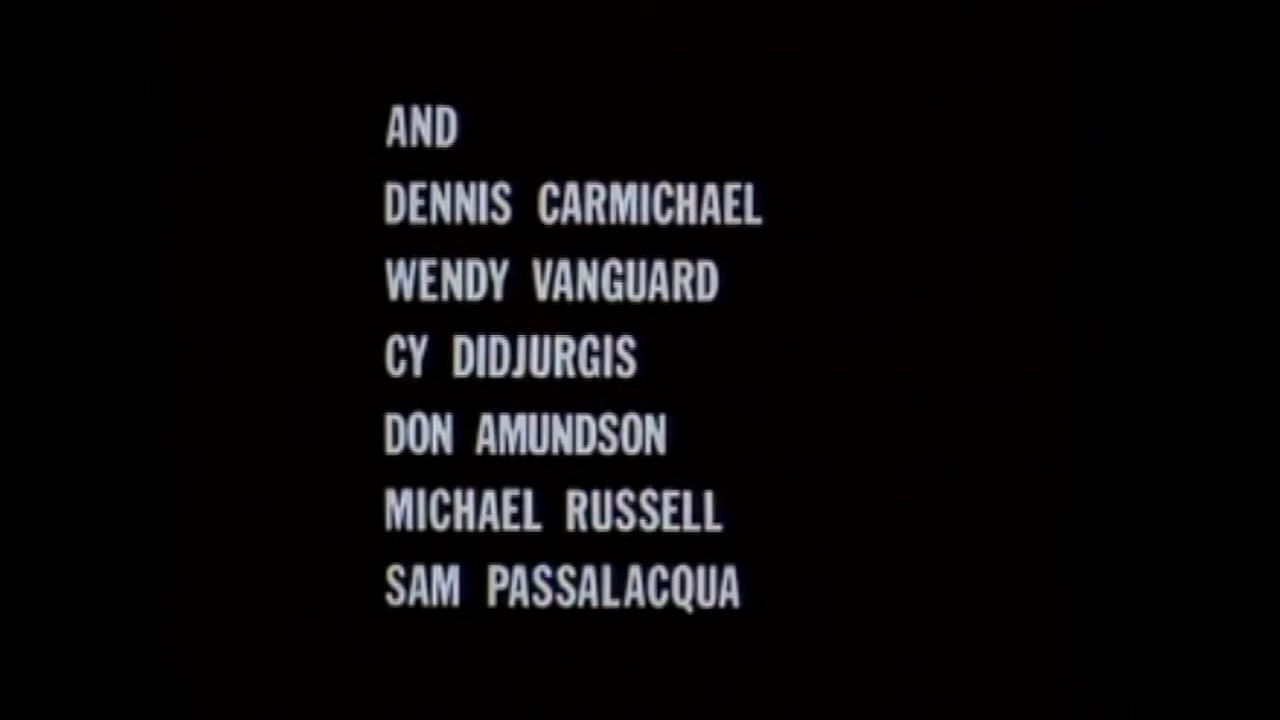 AND
DENNIS CARMICHAEL
WENDY VANGUARD
CY DIDJURGIS
DON AMUNDSON
MICHAEL RUSSELL
SAM PASSALACQUA